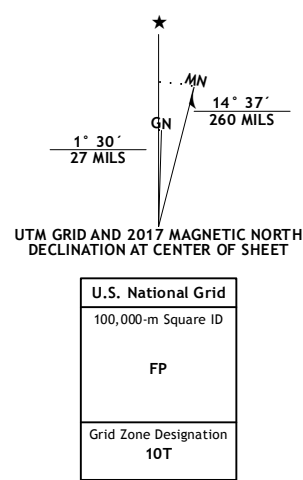 ★
MN
GN
14° 37´
260 MILS
1° 30´
27 MILS
UTM GRID AND 2017 MAGNETIC NORTH
DECLINATION AT CENTER OF SHEET
U.S. National Grid
100,000-m Square ID
FP
Grid Zone Designation
10T